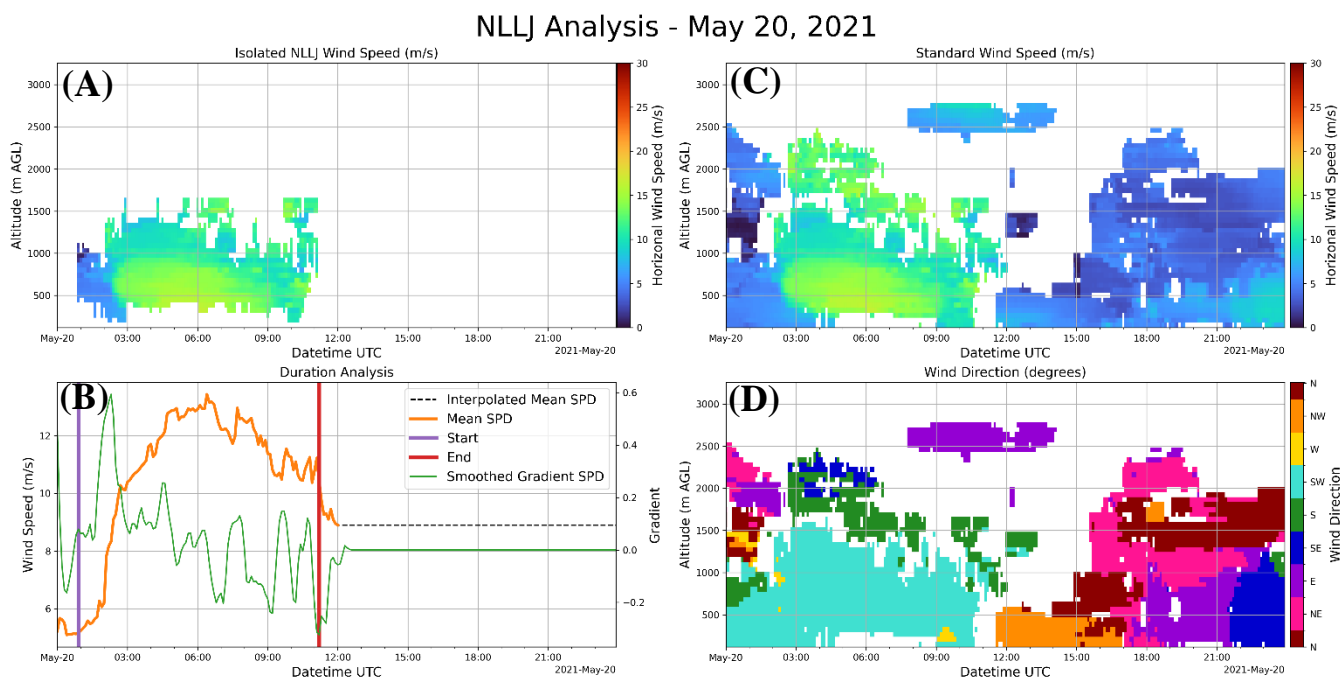 NLLJ Analysis - May 20, 2021
Isolated NLLJ Wind Speed (m/s)
(A)
3000
2500
2000
1500
1000
500
Altitude (m AGL)
May-20 03:00 06:00 09:00 12:00 15:00 18:00 21:00
Datetime UTC
2021-May-20
30
25
20
15
10
5
0
Horizonal Wind Speed (m/s)
Standard Wind Speed (m/s)
(C)
3000
2500
2000
1500
1000
500
Altitude (m AGL)
May-20 03:00 06:00 09:00 12:00 15:00 18:00 21:00
Datetime UTC
2021-May-20
30
25
20
15
10
5
0
Horizonal Wind Speed (m/s)
Duration Analysis
(B)
12
10
8
6
Wind Speed (m/s)
Interpolated Mean SPD
Mean SPD
Start
End
Smoothed Gradient SPD
0.6
0.4
0.2
0.0
−0.2
Gradient
May-20 03:00 06:00 09:00 12:00 15:00 18:00 21:00
Datetime UTC
2021-May-20
Wind Direction (degrees)
(D)
3000
2500
2000
1500
1000
500
Altitude (m AGL)
May-20 03:00 06:00 09:00 12:00 15:00 18:00 21:00
Datetime UTC
2021-May-20
N
NW
W
SW
S
SE
E
NE
N
Wind Direction